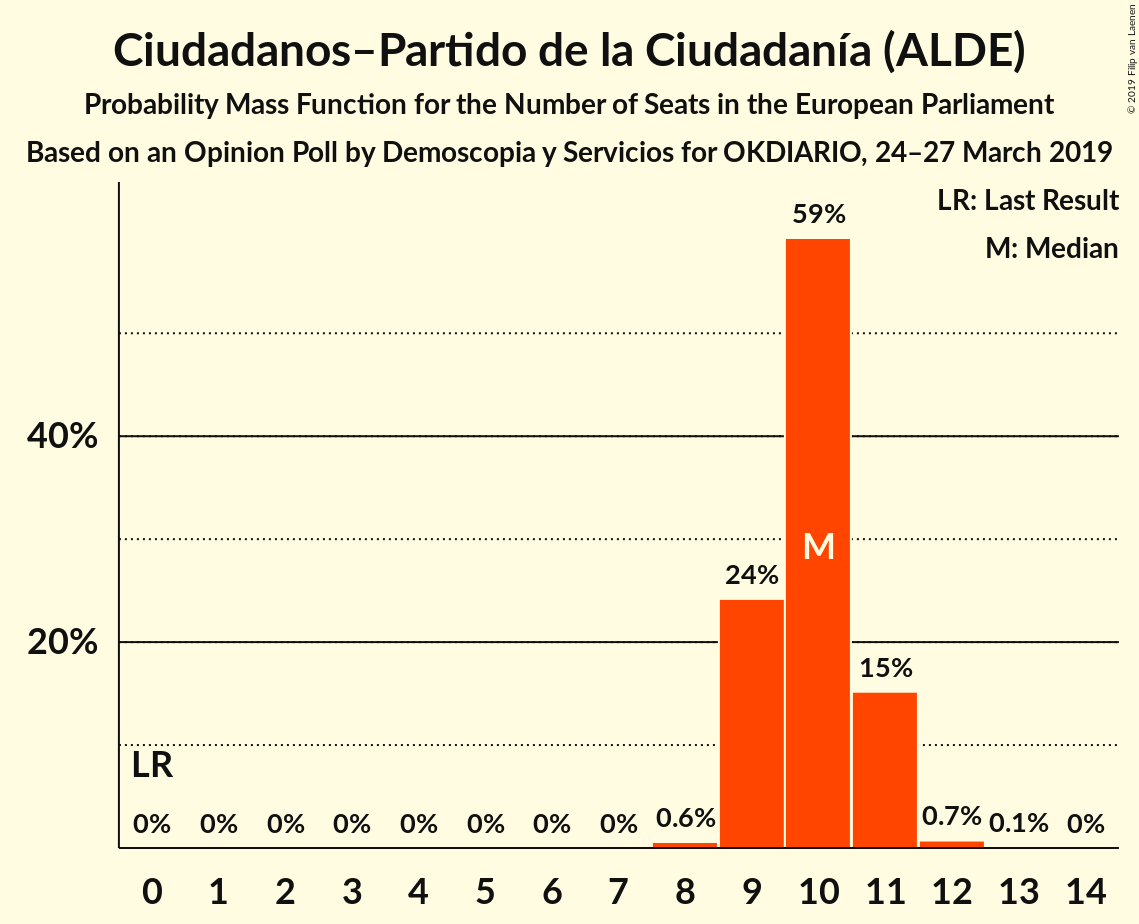 Ciudadanos–Partido de la Ciudadanía (ALDE)
Probability Mass Function for the Number of Seats in the European Parliament
Based on an Opinion Poll by Demoscopia y Servicios for OKDIARIO, 24–27 March 2019
© 2019 Filip van Laenen
LR: Last Result
M: Median
59%
40%
M
24%
20%
15%
LR
0% 0% 0% 0% 0% 0% 0% 0% 0.6% 0.7% 0.1% 0%
0 1 2 3 4 5 6 7 8 9 10 11 12 13 14